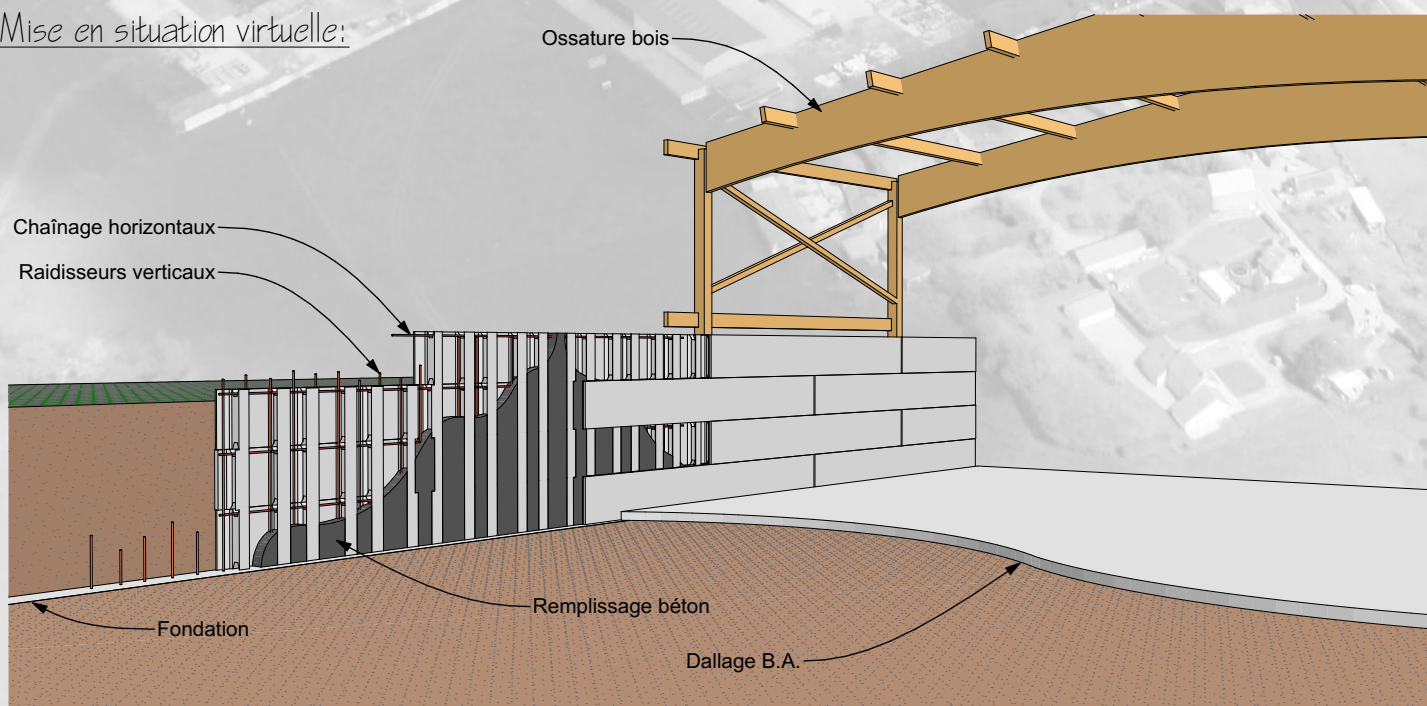 Mise en situation virtuelle:
Ossature bois
Chaînage horizontaux
Raidisseurs verticaux
Remplissage béton
Fondation
Dallage B.A.